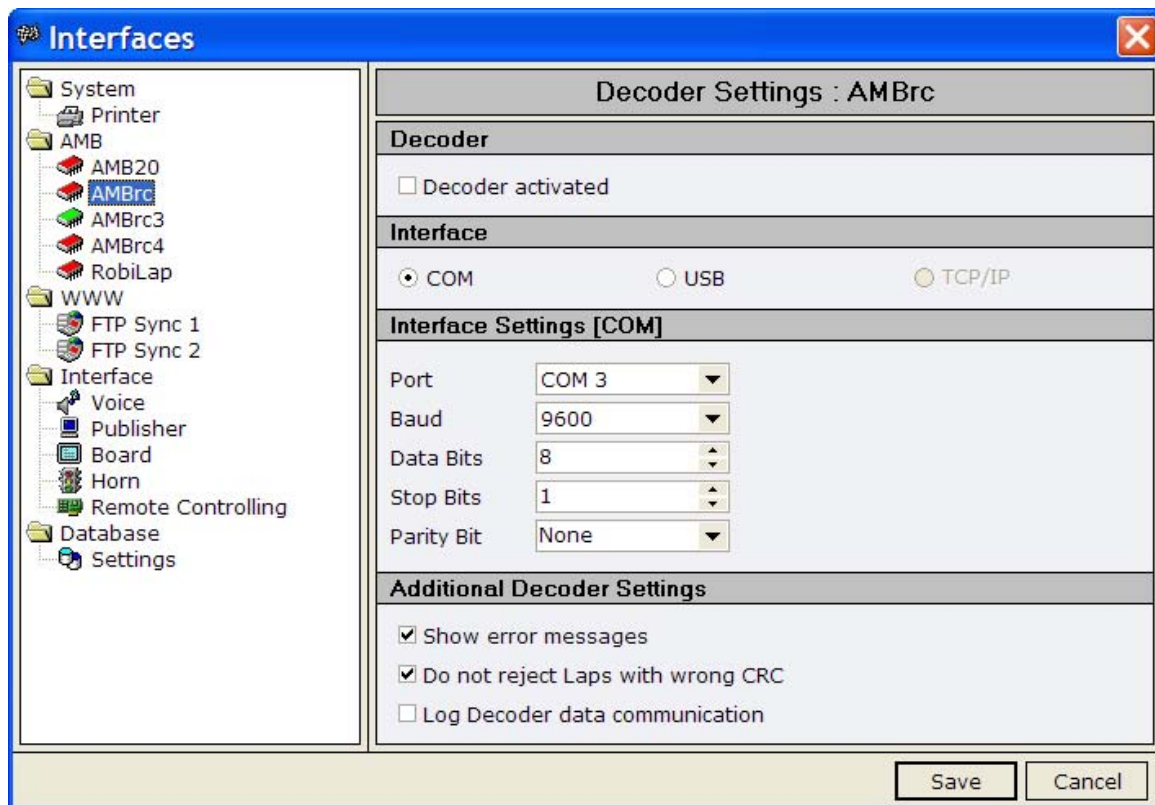 Interfaces
System
Printer
AMB
AMB20
AMBrc
AMBrc3
AMBrc4
RobiLap
WWW
FTP Sync 1
FTP Sync 2
Interface
Voice
Publisher
Board
Horn
Remote Controlling
Database
Settings
Decoder Settings : AMBrc
Decoder
Decoder activated
Interface
COM USB TCP/IP
Interface Settings [COM]
Port COM 3
Baud 9600
Data Bits 8
Stop Bits 1
Parity Bit None
Additional Decoder Settings
Show error messages
Do not reject Laps with wrong CRC
Log Decoder data communication
Save Cancel